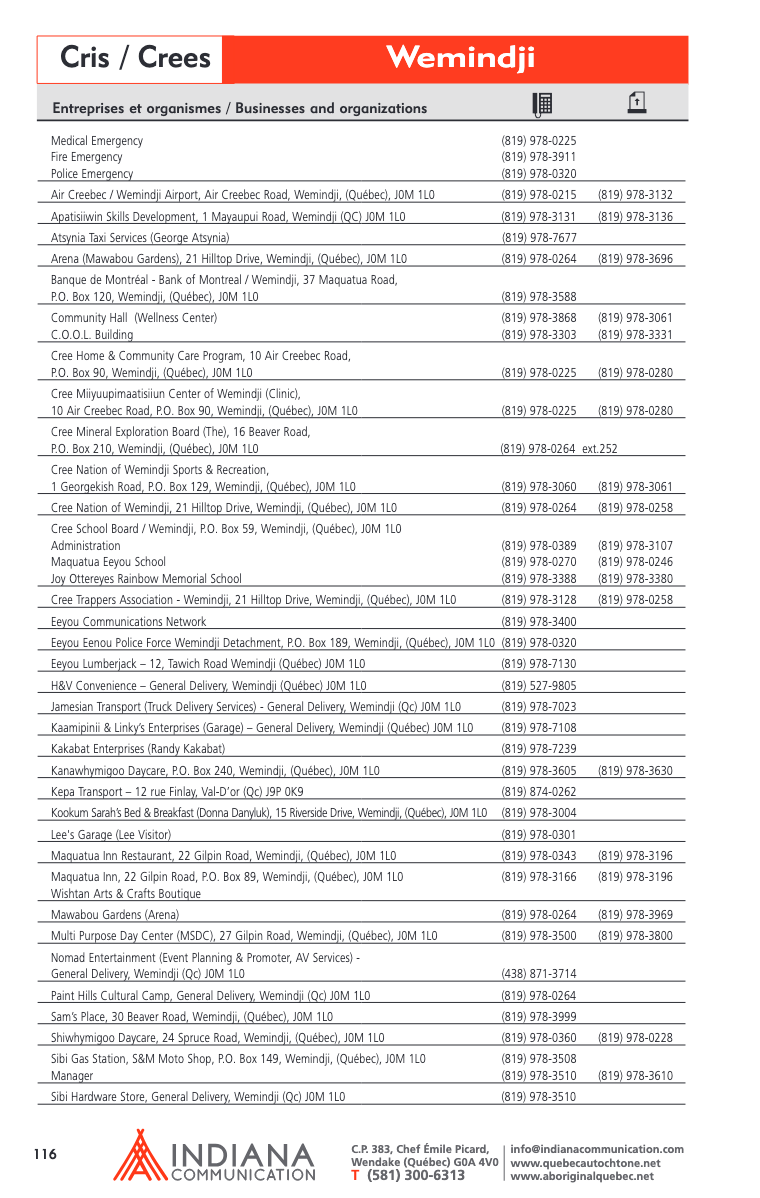 Cris / Crees
Wemindji
Entreprises et organismes / Businesses and organizations
Medical Emergency (819) 978-0225
Fire Emergency (819) 978-3911
Police Emergency (819) 978-0320
Air Creebec / Wemindji Airport, Air Creebec Road, Wemindji, (Québec), J0M 1L0 (819) 978-0215 (819) 978-3132
Apatisiiwin Skills Development, 1 Mayaupui Road, Wemindji (QC) J0M 1L0 (819) 978-3131 (819) 978-3136
Atsynia Taxi Services (George Atsynia) (819) 978-7677
Arena (Mawabou Gardens), 21 Hilltop Drive, Wemindji, (Québec), J0M 1L0 (819) 978-0264 (819) 978-3696
Banque de Montréal - Bank of Montreal / Wemindji, 37 Maquatua Road,
P.O. Box 120, Wemindji, (Québec), J0M 1L0 (819) 978-3588
Community Hall (Wellness Center) (819) 978-3868 (819) 978-3061
C.O.O.L. Building (819) 978-3303 (819) 978-3331
Cree Home & Community Care Program, 10 Air Creebec Road,
P.O. Box 90, Wemindji, (Québec), J0M 1L0 (819) 978-0225 (819) 978-0280
Cree Miiyuupimaatisiiun Center of Wemindji (Clinic),
10 Air Creebec Road, P.O. Box 90, Wemindji, (Québec), J0M 1L0 (819) 978-0225 (819) 978-0280
Cree Mineral Exploration Board (The), 16 Beaver Road,
P.O. Box 210, Wemindji, (Québec), J0M 1L0 (819) 978-0264 ext.252
Cree Nation of Wemindji Sports & Recreation,
1 Georgekish Road, P.O. Box 129, Wemindji, (Québec), J0M 1L0 (819) 978-3060 (819) 978-3061
Cree Nation of Wemindji, 21 Hilltop Drive, Wemindji, (Québec), J0M 1L0 (819) 978-0264 (819) 978-0258
Cree School Board / Wemindji, P.O. Box 59, Wemindji, (Québec), J0M 1L0
Administration (819) 978-0389 (819) 978-3107
Maquatua Eeyou School (819) 978-0270 (819) 978-0246
Joy Ottereyes Rainbow Memorial School (819) 978-3388 (819) 978-3380
Cree Trappers Association - Wemindji, 21 Hilltop Drive, Wemindji, (Québec), J0M 1L0 (819) 978-3128 (819) 978-0258
Eeyou Communications Network (819) 978-3400
Eeyou Eenou Police Force Wemindji Detachment, P.O. Box 189, Wemindji, (Québec), J0M 1L0 (819) 978-0320
Eeyou Lumberjack – 12, Tawich Road Wemindji (Québec) J0M 1L0 (819) 978-7130
H&V Convenience – General Delivery, Wemindji (Québec) J0M 1L0 (819) 527-9805
Jamesian Transport (Truck Delivery Services) - General Delivery, Wemindji (Qc) J0M 1L0 (819) 978-7023
Kaamipinii & Linky’s Enterprises (Garage) – General Delivery, Wemindji (Québec) J0M 1L0 (819) 978-7108
Kakabat Enterprises (Randy Kakabat) (819) 978-7239
Kanawhymigoo Daycare, P.O. Box 240, Wemindji, (Québec), J0M 1L0 (819) 978-3605 (819) 978-3630
Kepa Transport – 12 rue Finlay, Val-D’or (Qc) J9P 0K9 (819) 874-0262
Kookum Sarah’s Bed & Breakfast (Donna Danyluk), 15 Riverside Drive, Wemindji, (Québec), J0M 1L0 (819) 978-3004
Lee's Garage (Lee Visitor) (819) 978-0301
Maquatua Inn Restaurant, 22 Gilpin Road, Wemindji, (Québec), J0M 1L0 (819) 978-0343 (819) 978-3196
Maquatua Inn, 22 Gilpin Road, P.O. Box 89, Wemindji, (Québec), J0M 1L0 (819) 978-3166 (819) 978-3196
Wishtan Arts & Crafts Boutique
Mawabou Gardens (Arena) (819) 978-0264 (819) 978-3969
Multi Purpose Day Center (MSDC), 27 Gilpin Road, Wemindji, (Québec), J0M 1L0 (819) 978-3500 (819) 978-3800
Nomad Entertainment (Event Planning & Promoter, AV Services) -
General Delivery, Wemindji (Qc) J0M 1L0 (438) 871-3714
Paint Hills Cultural Camp, General Delivery, Wemindji (Qc) J0M 1L0 (819) 978-0264
Sam’s Place, 30 Beaver Road, Wemindji, (Québec), J0M 1L0 (819) 978-3999
Shiwhymigoo Daycare, 24 Spruce Road, Wemindji, (Québec), J0M 1L0 (819) 978-0360 (819) 978-0228
Sibi Gas Station, S&M Moto Shop, P.O. Box 149, Wemindji, (Québec), J0M 1L0 (819) 978-3508
Manager (819) 978-3510 (819) 978-3610
Sibi Hardware Store, General Delivery, Wemindji (Qc) J0M 1L0 (819) 978-3510
116
INDIANA
COMMUNICATION
C.P. 383, Chef Émile Picard,
Wendake (Québec) G0A 4V0
T (581) 300-6313
info@indianacommunication.com
www.quebecautochtone.net
www.aboriginalquebec.net